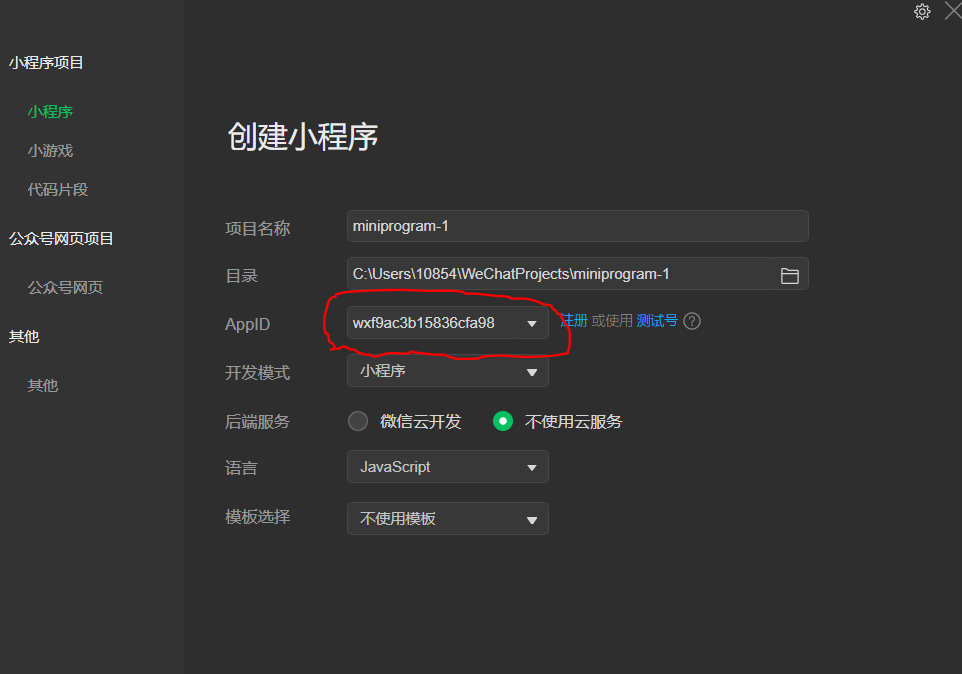 小程序项目
小程序
小游戏
代码片段
公众号网页项目
公众号网页
其他
其他
创建小程序
项目名称 miniprogram-1
目录 C:\Users\10854\WeChatProjects\miniprogram-1
AppID wxf9ac3b15836cfa98 注册 或使用 测试号 ?
开发模式 小程序
后端服务 微信云开发 不使用云服务
语言 JavaScript
模板选择 不使用模板